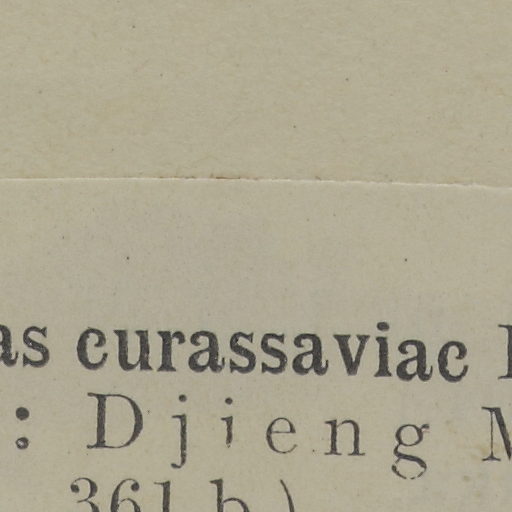 as curassaviac
: Djieng M
361 b)